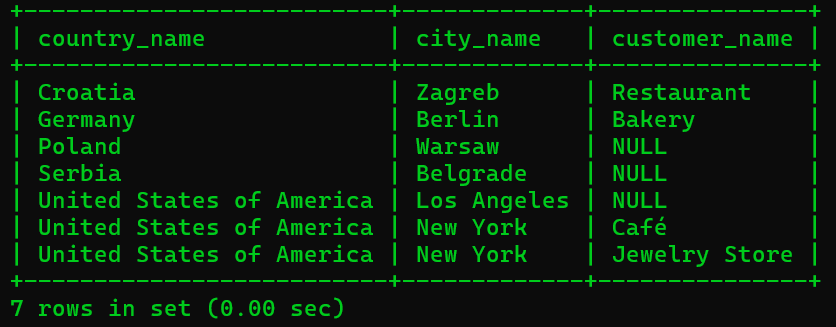 +----------------------------+-------------+---------------+
| country_name               | city_name   | customer_name |
+----------------------------+-------------+---------------+
| Croatia                    | Zagreb      | Restaurant    |
| Germany                    | Berlin      | Bakery        |
| Poland                     | Warsaw      | NULL          |
| Serbia                     | Belgrade    | NULL          |
| United States of America | Los Angeles | NULL          |
| United States of America | New York    | Café          |
| United States of America | New York    | Jewelry Store |
+----------------------------+-------------+---------------+
7 rows in set (0.00 sec)